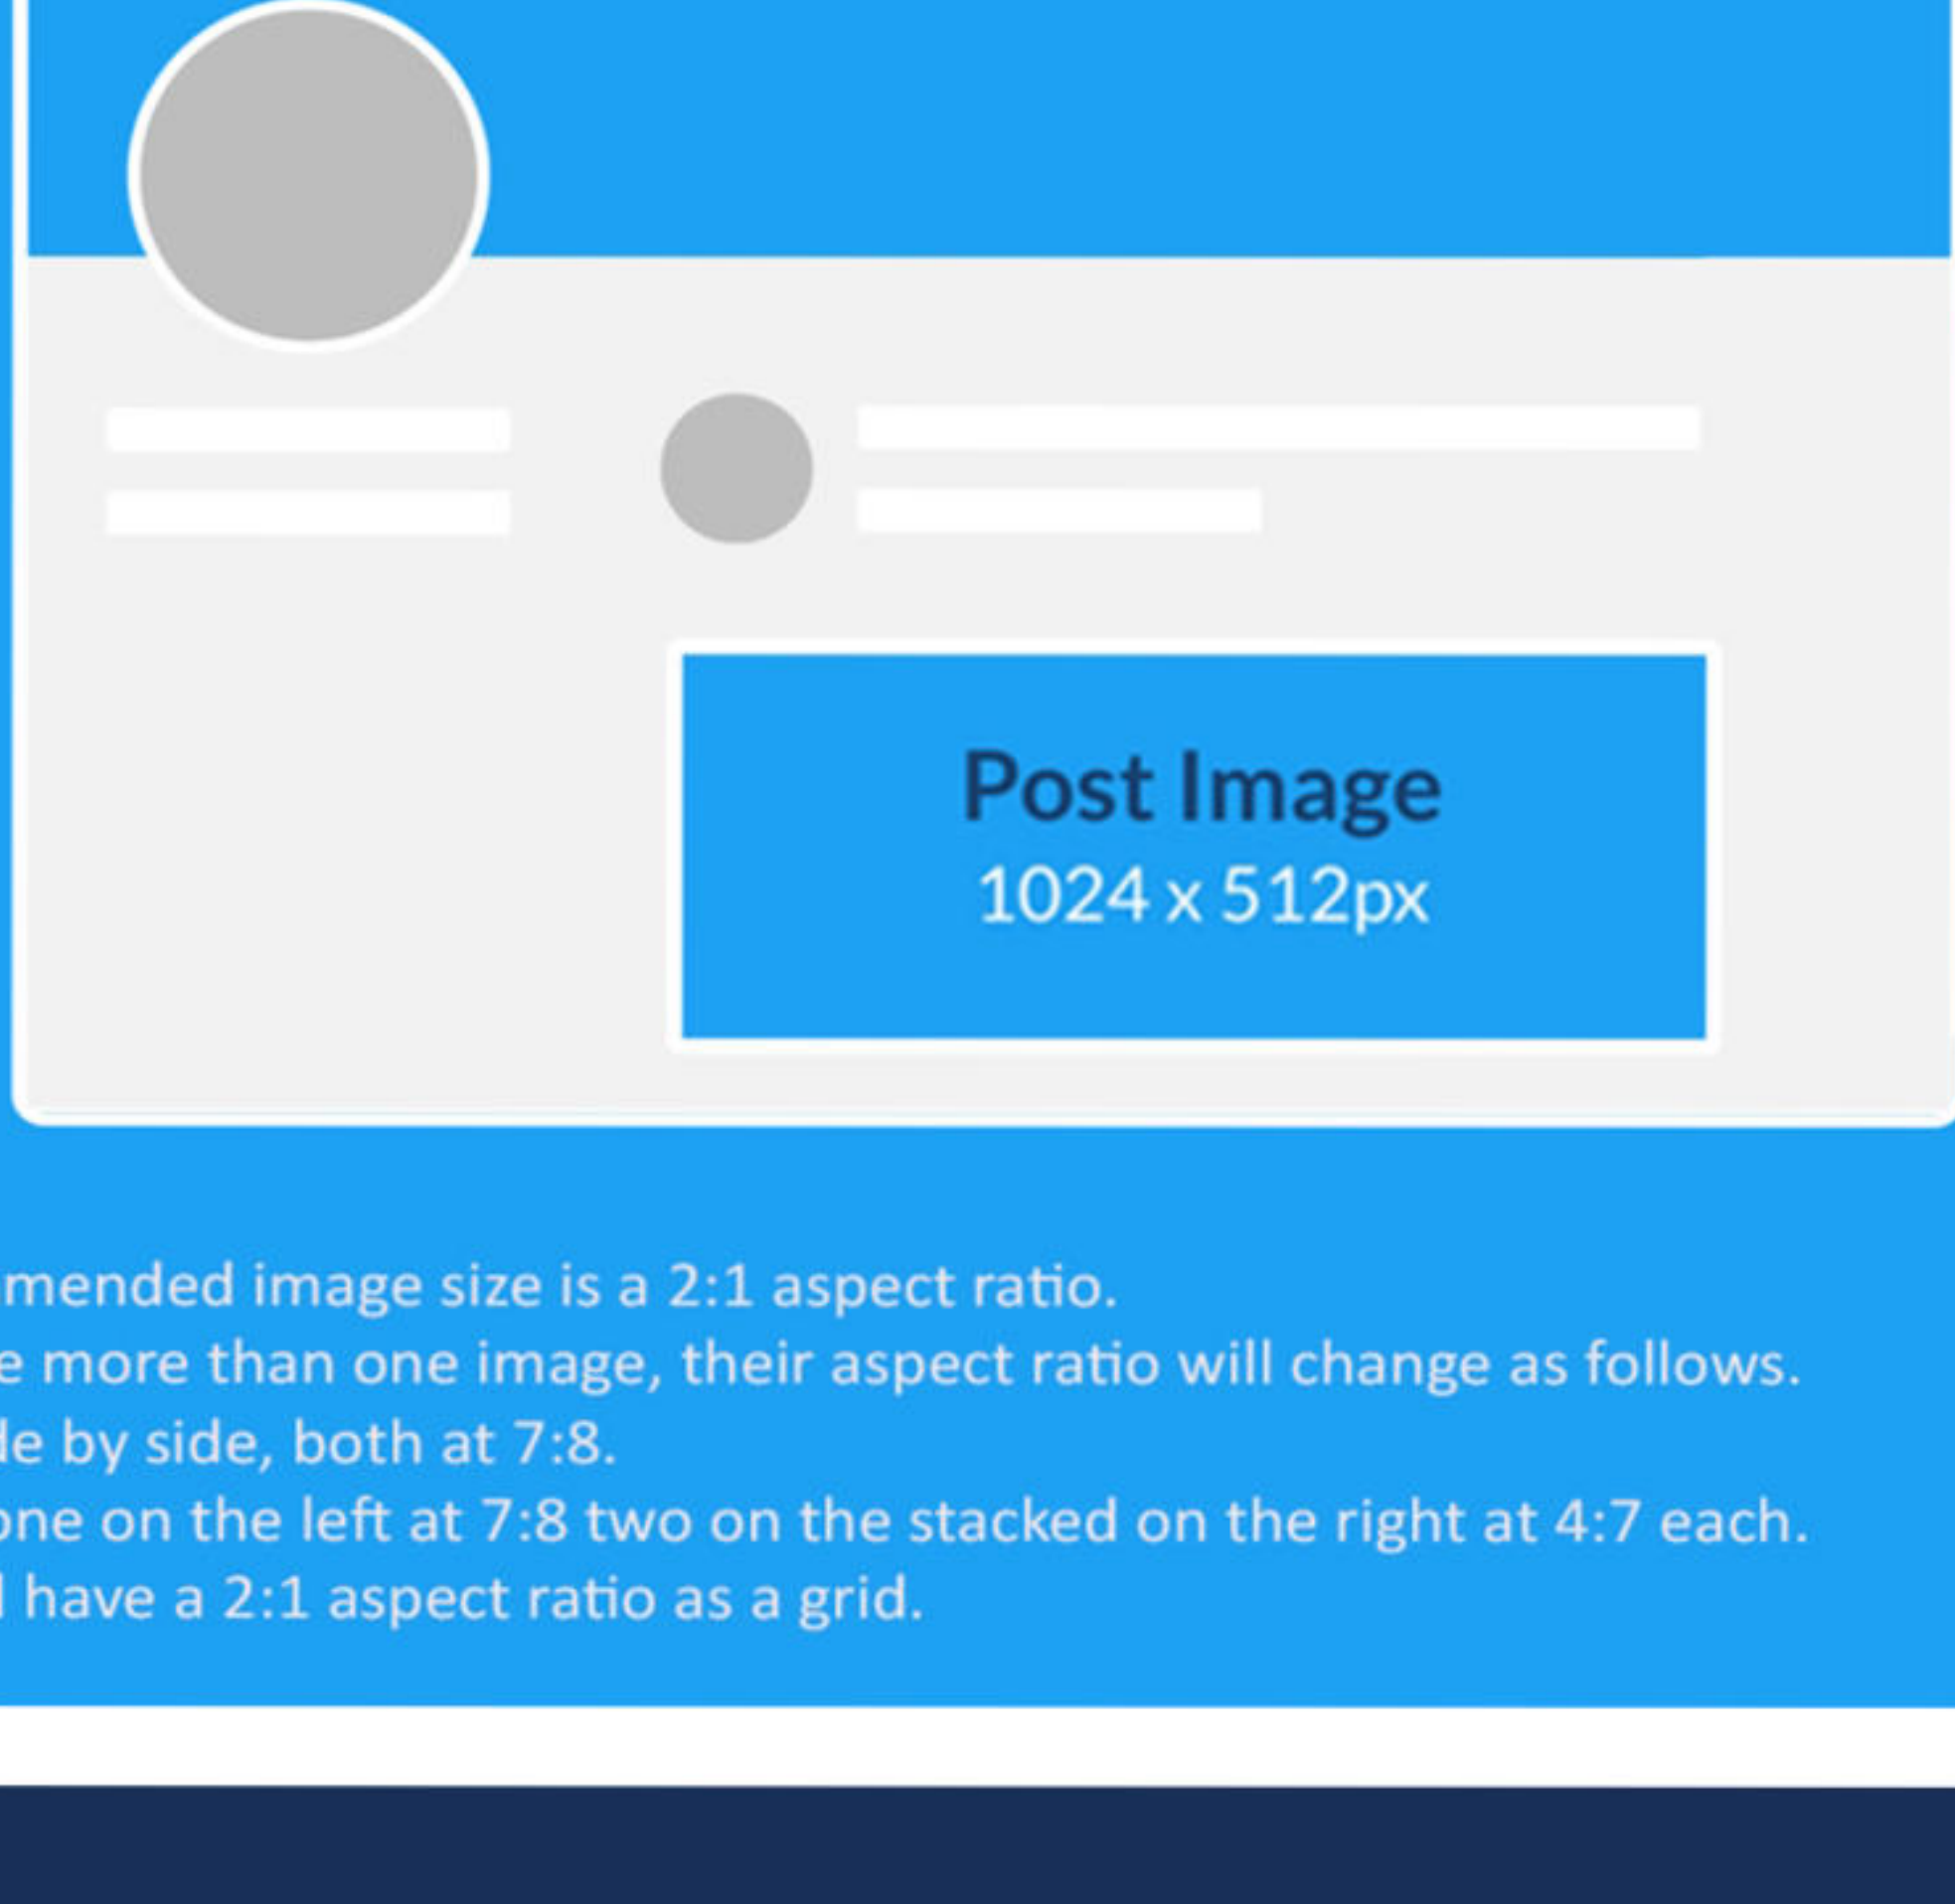 Post Image
1024 x 512px
mended image size is a 2:1 aspect ratio.
e more than one image, their aspect ratio will change as follows.
de by side, both at 7:8.
one on the left at 7:8 two on the stacked on the right at 4:7 each.
have a 2:1 aspect ratio as a grid.